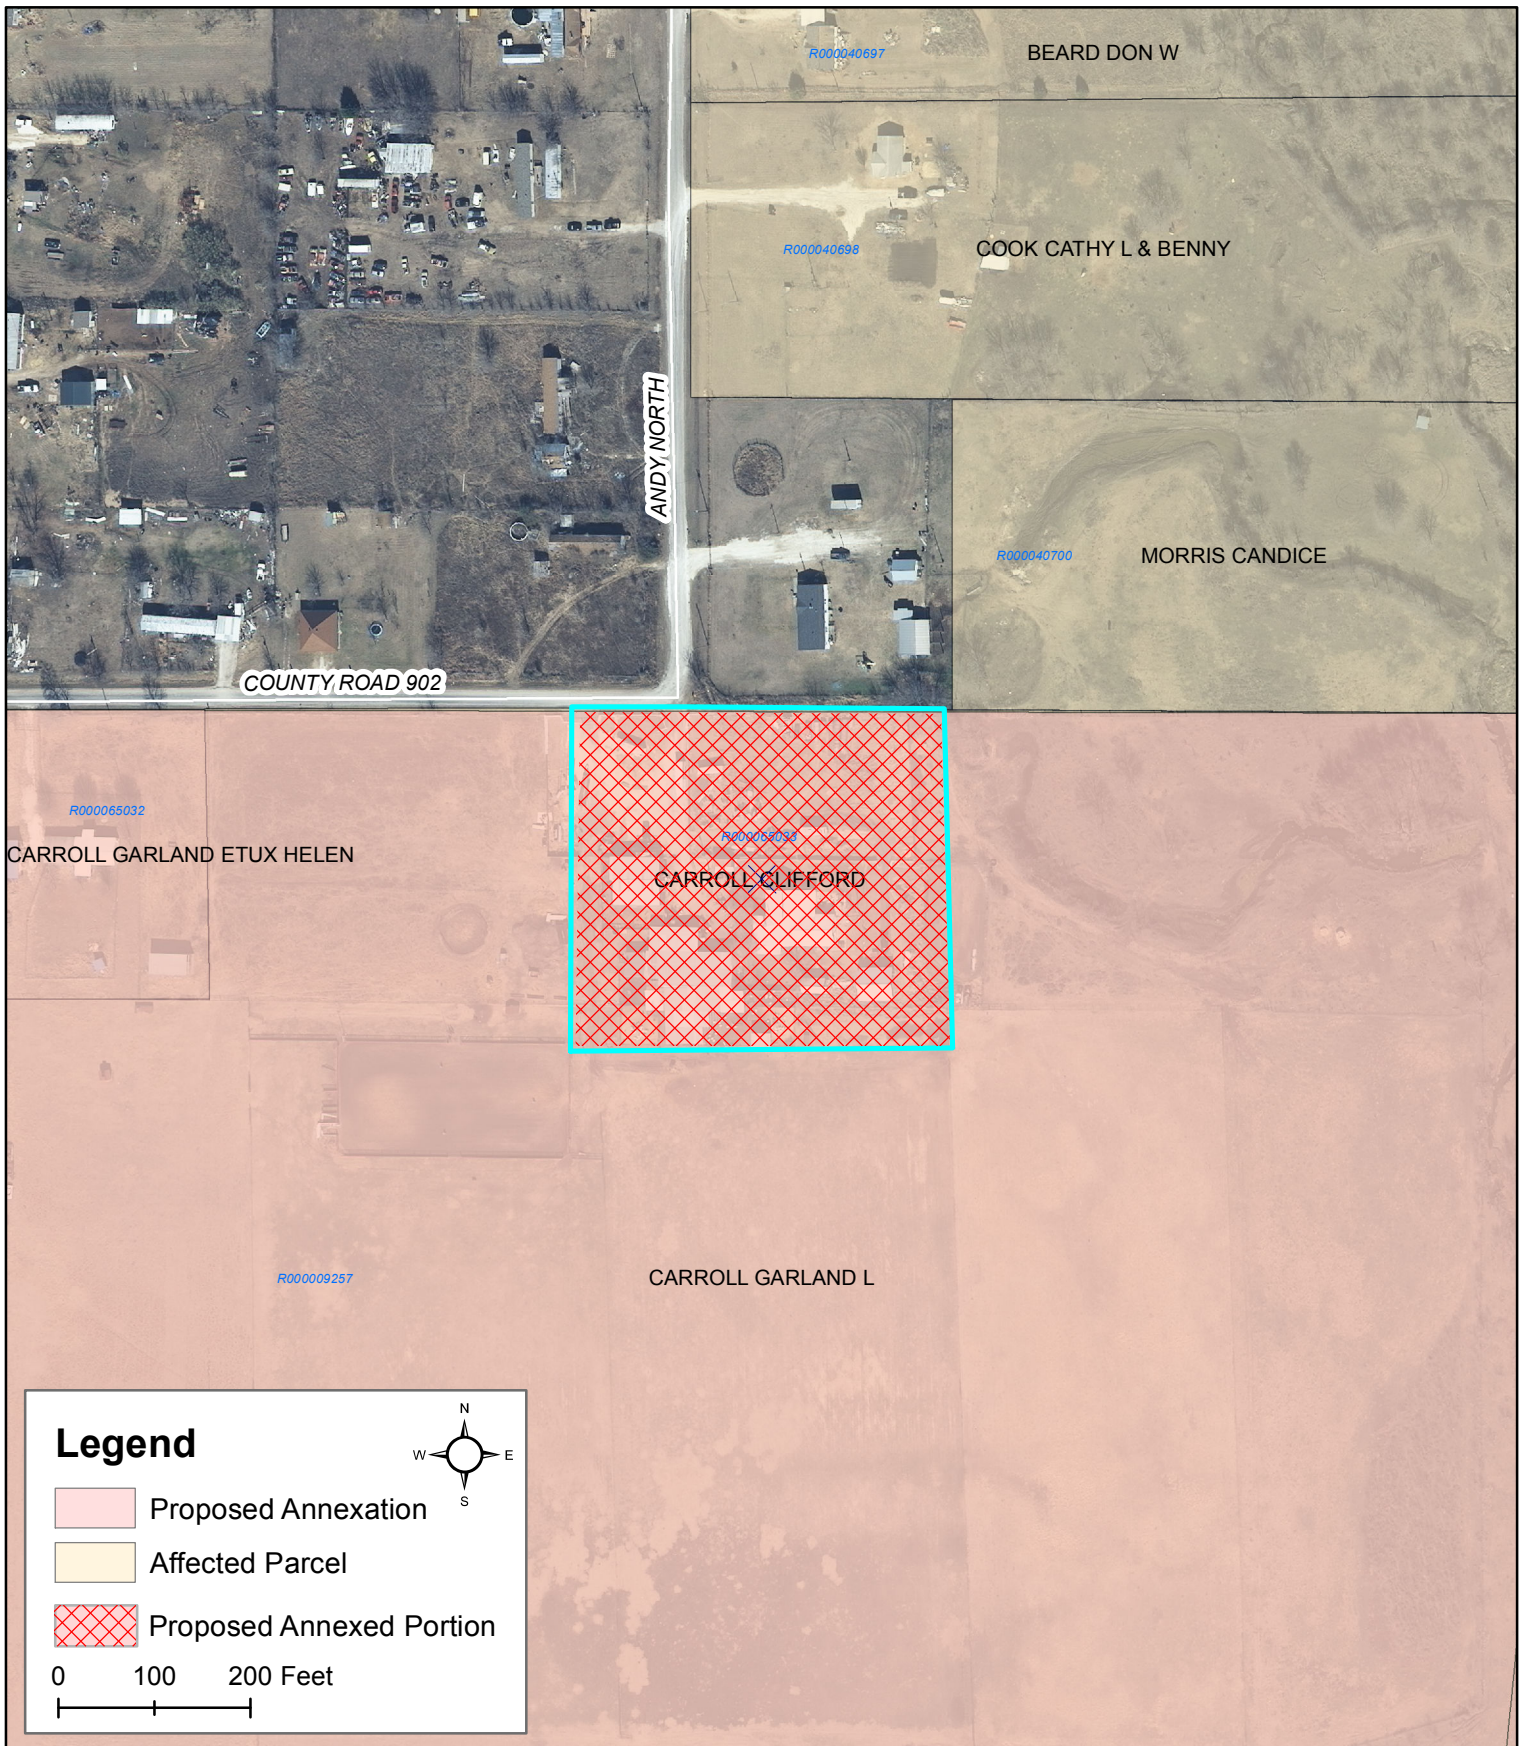 R000040697
BEARD DON W
R000040698
COOK CATHY L & BENNY
ANDY NORTH
R000040700
MORRIS CANDICE
COUNTY ROAD 902
R000065032
CARROLL GARLAND ETUX HELEN
R000065033
CARROLL CLIFFORD
R000009257
CARROLL GARLAND L
Legend
N
W
E
S
Proposed Annexation
Affected Parcel
Proposed Annexed Portion
0 100 200 Feet